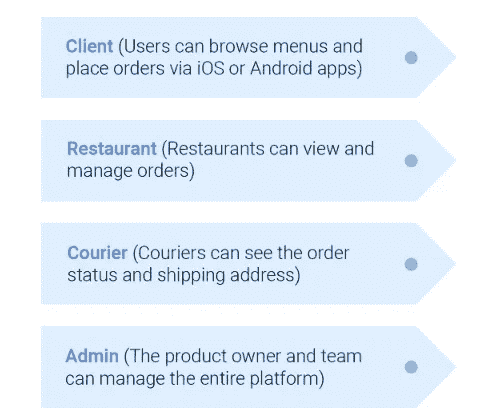 Client (Users can browse menus and
place orders via iOS or Android apps)
Restaurant (Restaurants can view and
manage orders)
Courier (Couriers can see the order
status and shipping address)
Admin (The product owner and team
can manage the entire platform)